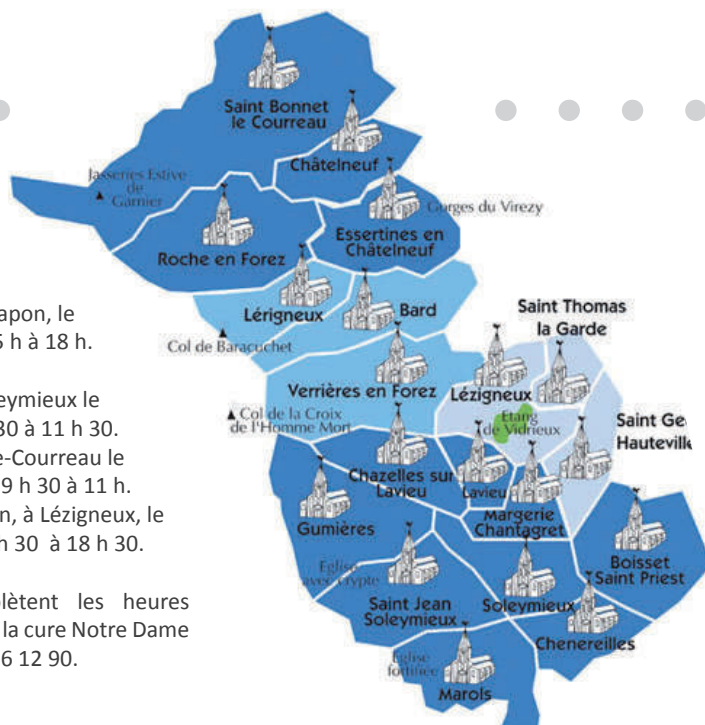 Saint Bonnet
le Courreau
Châtelneuf
Jasseries Estive
de
Garnier
Gorges du Virezy
Essertines en
Châtelneuf
Roche en Forez
Lérigneux
Bard
Col de Baracuchet
Saint Thomas
la Garde
Verrières en Forez
Lézigneux
Col de la Croix
de l'Homme Mort
Etang
de Vidrieux
Saint Ge
Hauteville
Chazelles sur
Lavieu
Lavieu
Margerie
Chantagret
Gumières
Boisset
Saint Priest
Eglise
avec crypte
Saint Jean
Soleymieux
Soleymieux
Chenereilles
Eglise
fortifiée
Marols
apon, le
h à 18 h.
eymieux le
30 à 11 h 30.
e-Courreau le
9 h 30 à 11 h.
n, à Lézigneux, le
h 30 à 18 h 30.
lètent les heures
la cure Notre Dame
6 12 90.